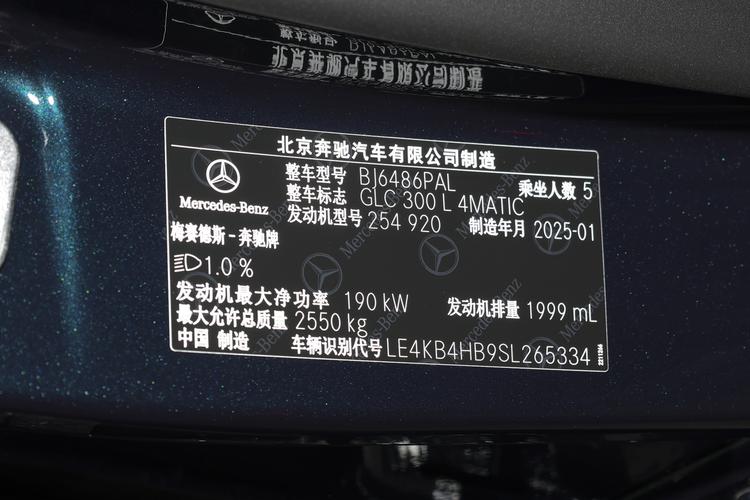 北京奔驰汽车有限公司制造
Mercedes-Benz
整车型号 BJ6486PAL 乘坐人数 5
整车标志 GLC 300 L 4MATIC
发动机型号 254 920 制造年月 2025-01
梅赛德斯-奔驰牌
1.0 %
发动机最大净功率 190 kW 发动机排量 1999 mL
最大允许总质量 2550 kg
中国 制造 车辆识别代号 LE4KB4HB9SL265334